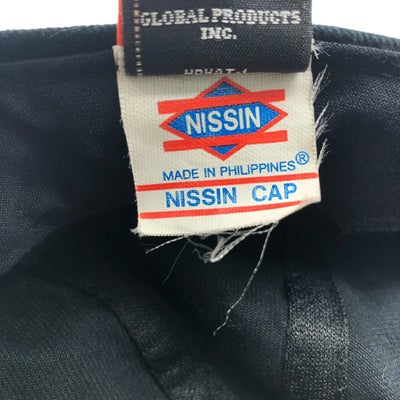 GLOBAL PRODUCTS
INC.
NISSIN
MADE IN PHILIPPINES®
NISSIN CAP